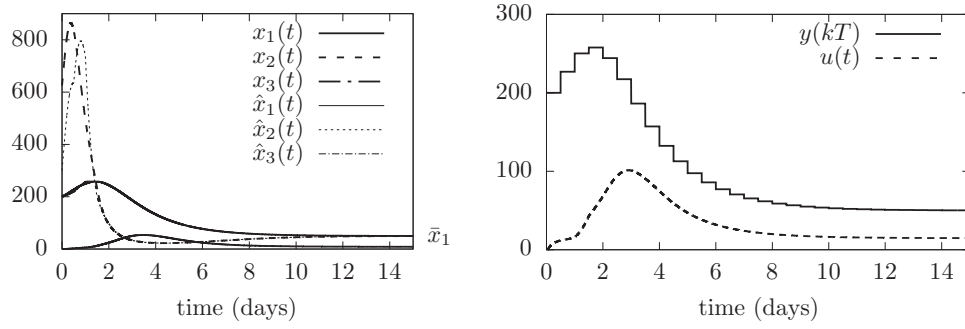 800
600
400
200
0
x₁(t)
x₂(t)
x₃(t)
x̂₁(t)
x̂₂(t)
x̂₃(t)
x̄₁
0 2 4 6 8 10 12 14
time (days)
300
200
100
0
y(kT)
u(t)
0 2 4 6 8 10 12 14
time (days)